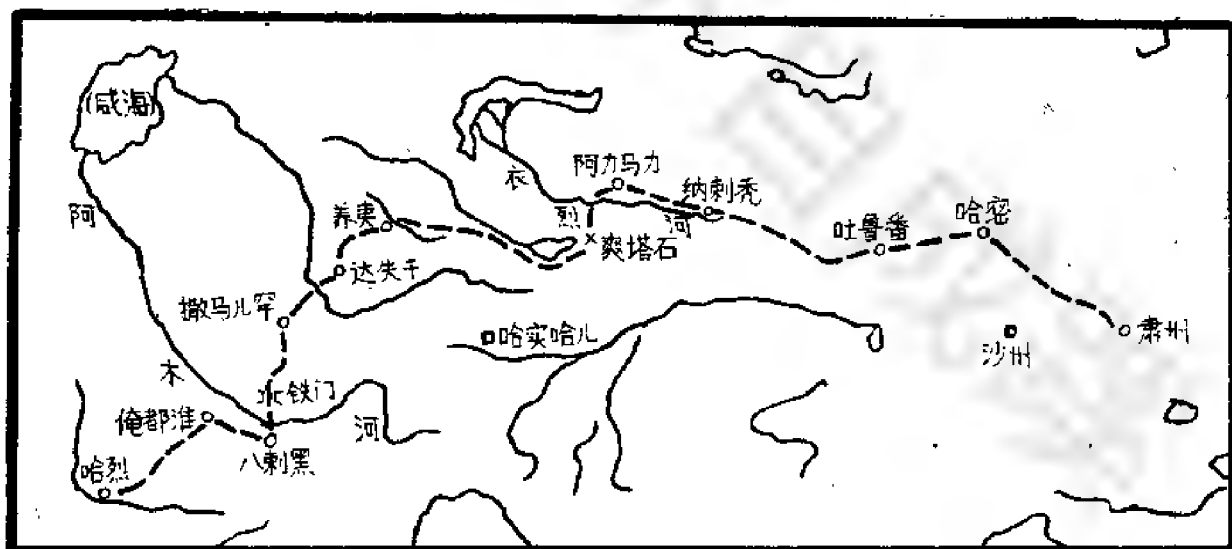 (咸海)
阿力马力
衣
纳剌秃
养夷
阿
烈
河
吐鲁番
哈密
爽塔石
达失干
撒马儿罕
哈实哈儿
沙州
肃州
木
铁门
俺都淮
河
八剌黑
哈烈